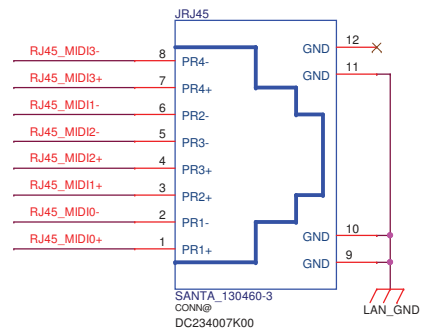 JRJ45
RJ45_MIDI3- 8 PR4- GND 12
RJ45_MIDI3+ 7 PR4+ GND 11
RJ45_MIDI1- 6 PR2-
RJ45_MIDI2- 5 PR3-
RJ45_MIDI2+ 4 PR3+
RJ45_MIDI1+ 3 PR2+
RJ45_MIDI0- 2 PR1- GND 10
RJ45_MIDI0+ 1 PR1+ GND 9
SANTA_130460-3
CONN@
DC234007K00
LAN_GND